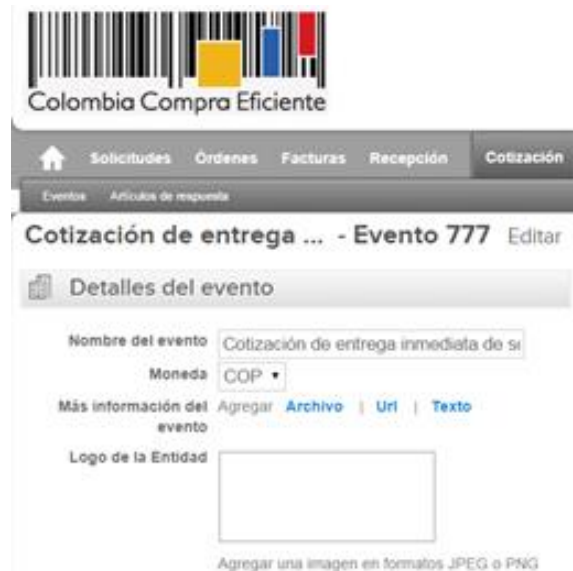 Colombia Compra Eficiente
Solicitudes Órdenes Facturas Recepción Cotización
Eventos Artículos de respuesta
Cotización de entrega ... - Evento 777 Editar
Detalles del evento
Nombre del evento Cotización de entrega inmediata de se
Moneda COP
Más información del evento Agregar Archivo | Url | Texto
Logo de la Entidad
Agregar una imagen en formatos JPEG o PNG